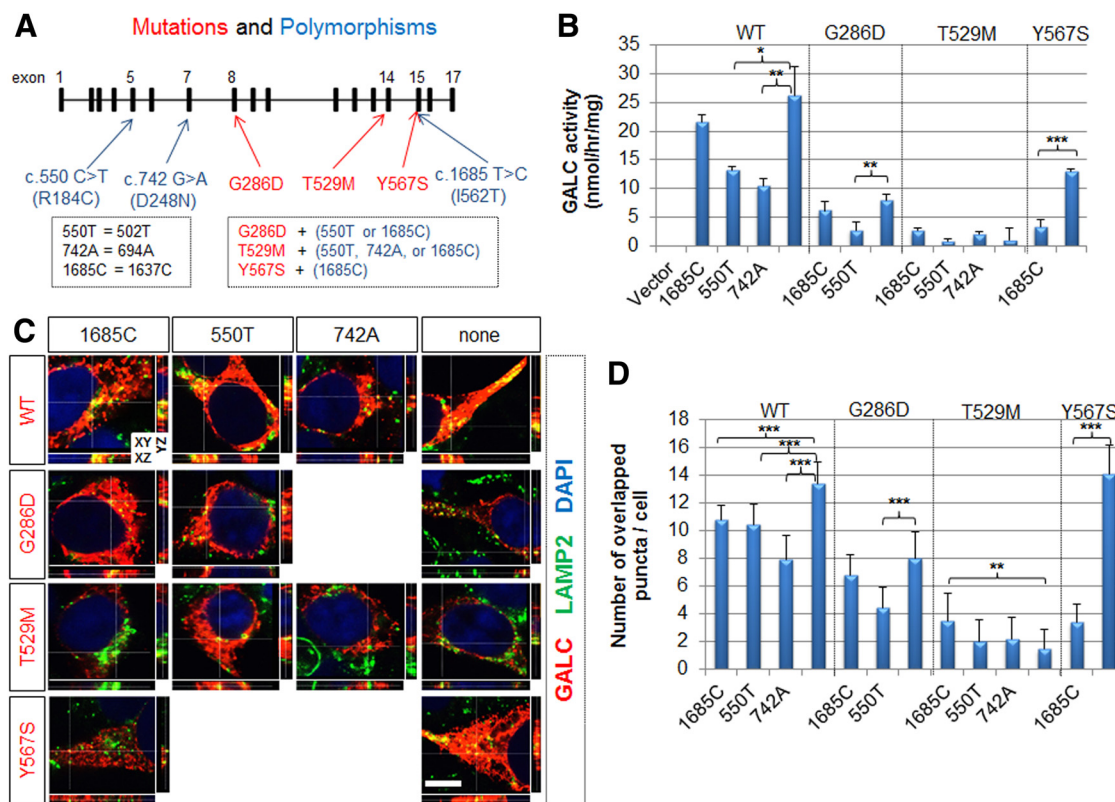 A
Mutations and Polymorphisms
exon 1 5 7 8 14 15 17
c.550 C>T
(R184C)
c.742 G>A
(D248N)
G286D
T529M
Y567S
c.1685 T>C
(I562T)
550T = 502T
742A = 694A
1685C = 1637C
G286D + (550T or 1685C)
T529M + (550T, 742A, or 1685C)
Y567S + (1685C)
B
WT G286D T529M Y567S
GALC activity
(nmol/hr/mg)
35
30
25
20
15
10
5
0
* ** ** ***
Vector 1685C 550T 742A 1685C 550T 1685C 550T 742A 1685C
C
1685C 550T 742A none
WT
G286D
T529M
Y567S
XY YZ
XZ
GALC LAMP2 DAPI
D
WT G286D T529M Y567S
Number of overlapped
puncta / cell
18
16
14
12
10
8
6
4
2
0
*** *** *** *** ** ***
1685C 550T 742A 1685C 550T 1685C 550T 742A 1685C